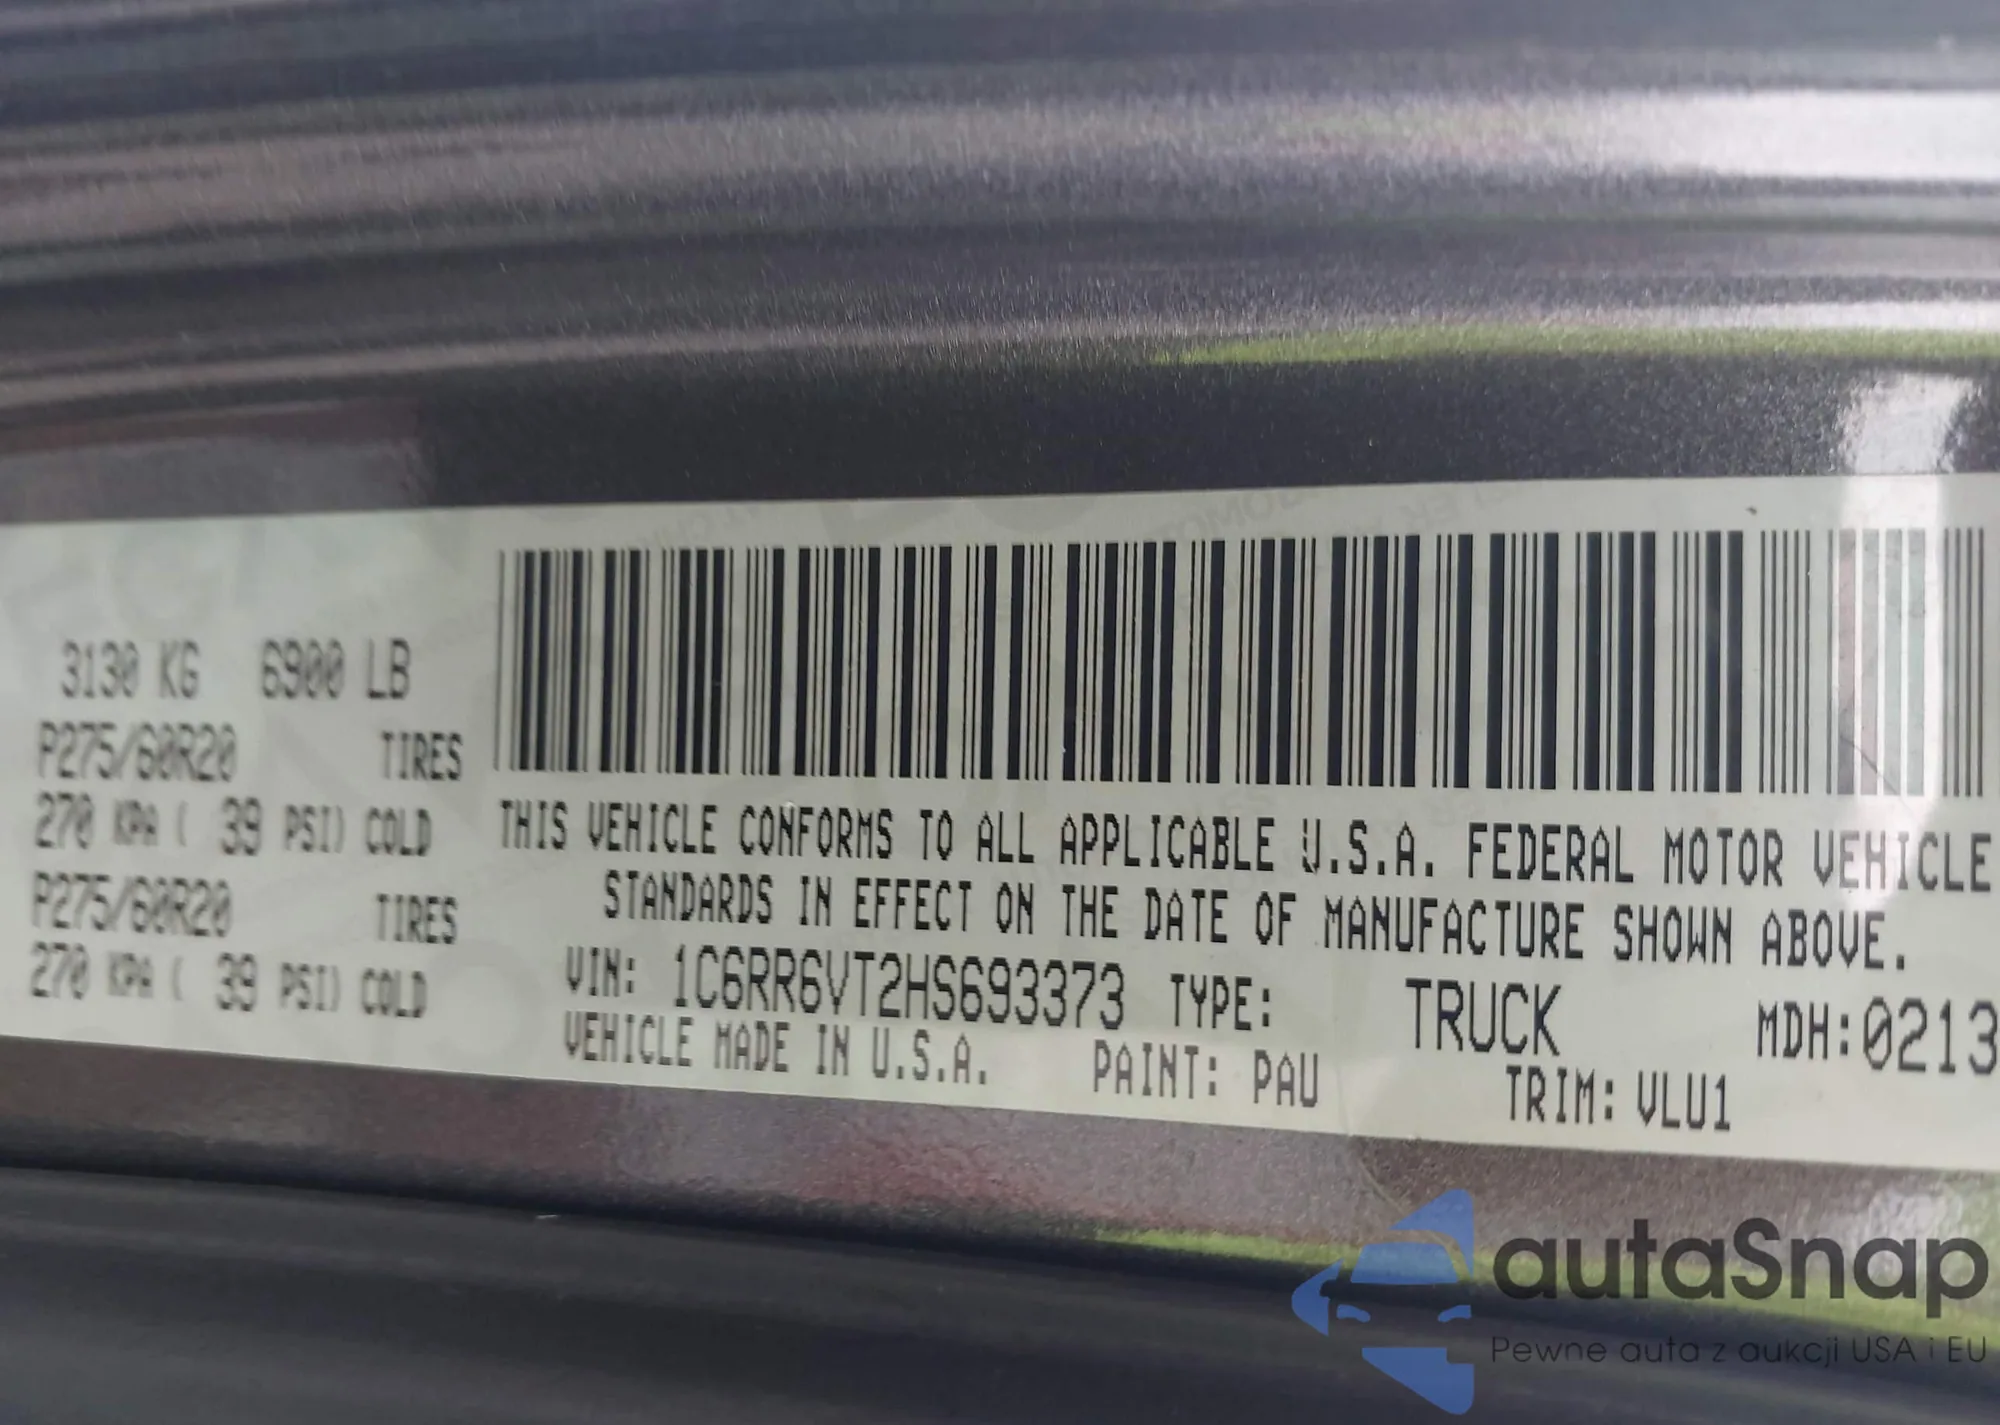 3130 KG 6900 LB
P275/60R20 TIRES
270 KPA ( 39 PSI) COLD
P275/60R20 TIRES
270 KPA ( 39 PSI) COLD
THIS VEHICLE CONFORMS TO ALL APPLICABLE U.S.A. FEDERAL MOTOR VEHICLE
STANDARDS IN EFFECT ON THE DATE OF MANUFACTURE SHOWN ABOVE.
VIN: 1C6RR6VT2HS693373 TYPE: TRUCK MDH:0213
VEHICLE MADE IN U.S.A. PAINT: PAU TRIM: VLU1
autaSnap
Pewne auta z aukcji USA i EU